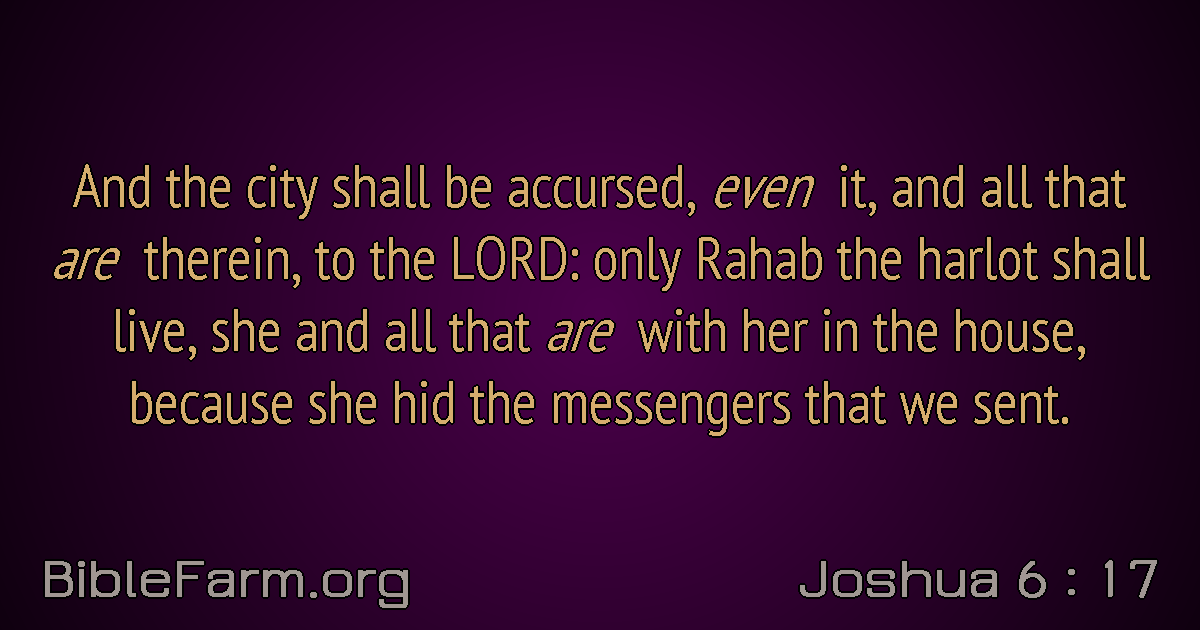 And the city shall be accursed, even it, and all that
are therein, to the LORD: only Rahab the harlot shall
live, she and all that are with her in the house,
because she hid the messengers that we sent.
BibleFarm.org
Joshua 6 : 17